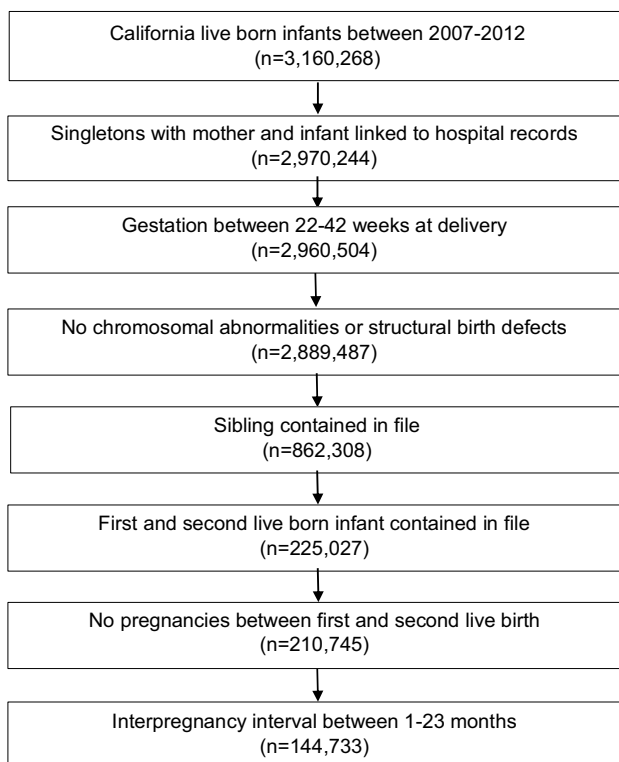 California live born infants between 2007-2012
(n=3,160,268)
Singletons with mother and infant linked to hospital records
(n=2,970,244)
Gestation between 22-42 weeks at delivery
(n=2,960,504)
No chromosomal abnormalities or structural birth defects
(n=2,889,487)
Sibling contained in file
(n=862,308)
First and second live born infant contained in file
(n=225,027)
No pregnancies between first and second live birth
(n=210,745)
Interpregnancy interval between 1-23 months
(n=144,733)